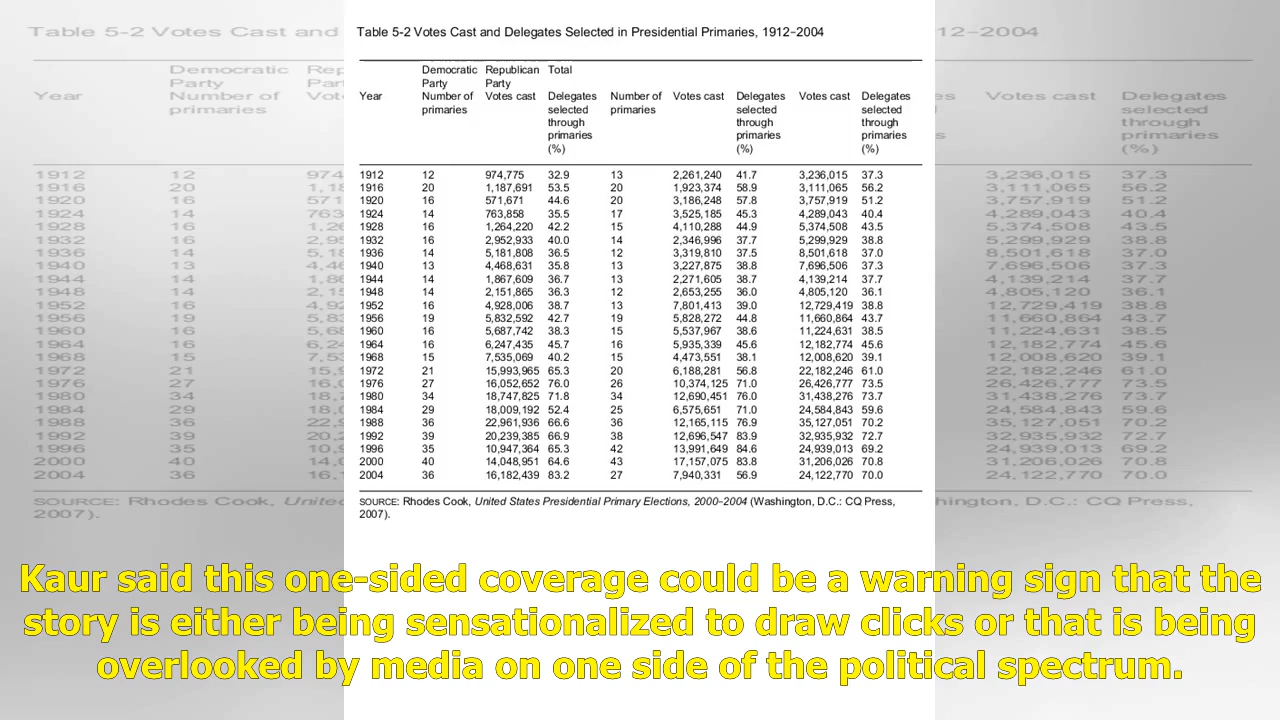 Table 5-2 Votes Cast and Delegates Selected in Presidential Primaries, 1912–2004
Democratic Republican Total
Party Party
Year Number of Votes cast Delegates Number of Votes cast Delegates Votes cast Delegates
primaries selected primaries selected selected
through through through
primaries primaries primaries
(%) (%) (%)
1912 12 974,775 32.9 13 2,261,240 41.7 3,236,015 37.3
1916 20 1,187,691 53.5 20 1,923,374 58.9 3,111,065 56.2
1920 16 571,671 44.6 20 3,186,248 57.8 3,757,919 51.2
1924 14 763,858 35.5 17 3,525,185 45.3 4,289,043 40.4
1928 16 1,264,220 42.2 15 4,110,288 44.9 5,374,508 43.5
1932 16 2,952,933 40.0 14 2,346,996 37.7 5,299,929 38.8
1936 14 5,181,808 36.5 12 3,319,810 37.5 8,501,618 37.0
1940 13 4,468,631 35.8 13 3,227,875 38.8 7,696,506 37.3
1944 14 1,867,609 36.7 13 2,271,605 38.7 4,139,214 37.7
1948 14 2,151,865 36.3 12 2,653,255 36.0 4,805,120 36.1
1952 16 4,928,006 38.7 13 7,801,413 39.0 12,729,419 38.8
1956 19 5,832,592 42.7 19 5,828,272 44.8 11,660,864 43.7
1960 16 5,687,742 38.3 15 5,537,967 38.6 11,224,631 38.5
1964 16 6,247,435 45.7 16 5,935,339 45.6 12,182,774 45.6
1968 15 7,535,069 40.2 15 4,473,551 38.1 12,008,620 39.1
1972 21 15,993,965 65.3 20 6,188,281 56.8 22,182,246 61.0
1976 27 16,052,652 76.0 26 10,374,125 71.0 26,426,777 73.5
1980 34 18,747,825 71.8 34 12,690,451 76.0 31,438,276 73.7
1984 29 18,009,192 52.4 25 6,575,651 71.0 24,584,843 59.6
1988 36 22,961,936 66.6 36 12,165,115 76.9 35,127,051 70.2
1992 39 20,239,385 66.9 38 12,696,547 83.9 32,935,932 72.7
1996 35 10,947,364 65.3 42 13,991,649 84.6 24,939,013 69.2
2000 40 14,048,951 64.6 43 17,157,075 83.8 31,206,026 70.8
2004 36 16,182,439 83.2 27 7,940,331 56.9 24,122,770 70.0
SOURCE: Rhodes Cook, United States Presidential Primary Elections, 2000–2004 (Washington, D.C.: CQ Press,
2007).
Kaur said this one-sided coverage could be a warning sign that the
story is either being sensationalized to draw clicks or that is being
overlooked by media on one side of the political spectrum.